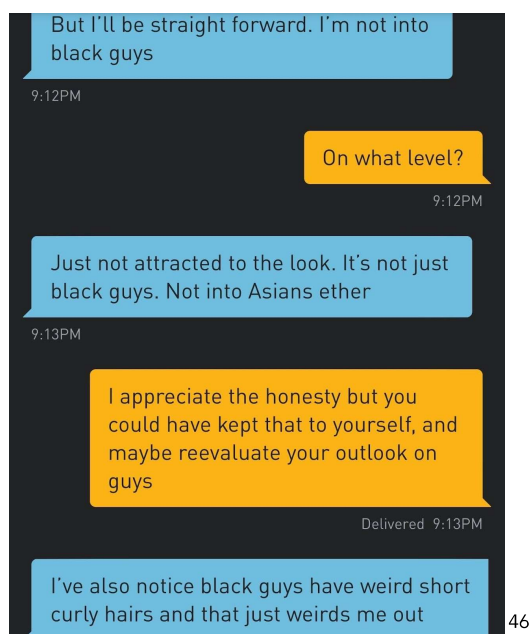 But I'll be straight forward. I'm not into
black guys
9:12PM
On what level?
9:12PM
Just not attracted to the look. It's not just
black guys. Not into Asians ether
9:13PM
I appreciate the honesty but you
could have kept that to yourself, and
maybe reevaluate your outlook on
guys
Delivered 9:13PM
I've also notice black guys have weird short
curly hairs and that just weirds me out
46